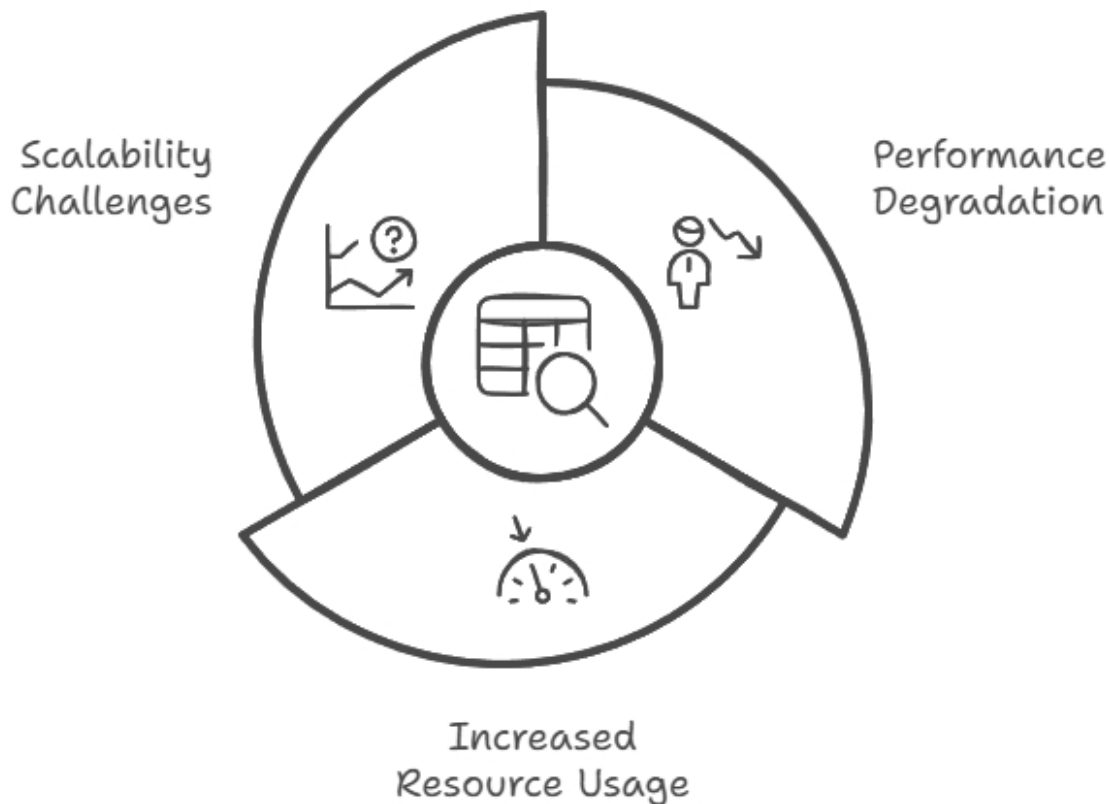 Scalability
Challenges
Performance
Degradation
?
Increased
Resource Usage